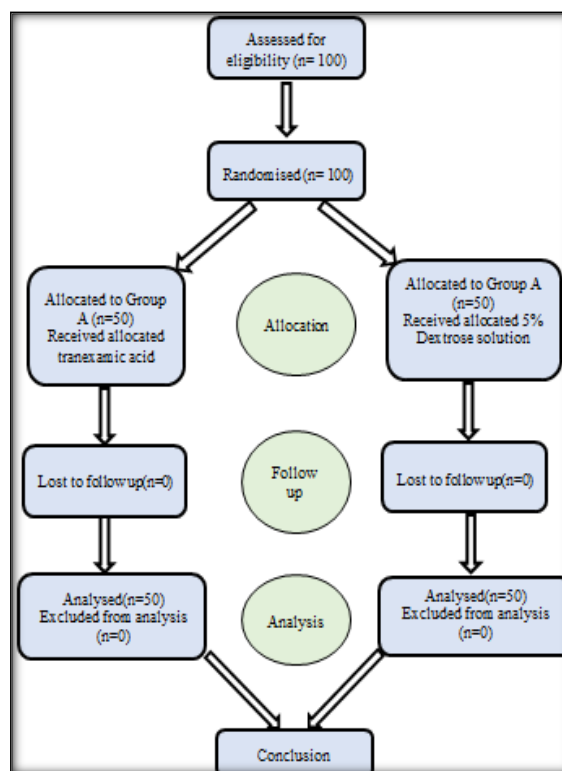 Assessed for
eligibility (n= 100)
Randomised (n= 100)
Allocated to Group
A (n=50)
Received allocated
tranexamic acid
Allocation
Allocated to Group A
(n=50)
Received allocated 5%
Dextrose solution
Lost to followup(n=0)
Follow
up
Lost to followup(n=0)
Analysed(n=50)
Excluded from analysis
(n=0)
Analysis
Analysed(n=50)
Excluded from analysis
(n=0)
Conclusion